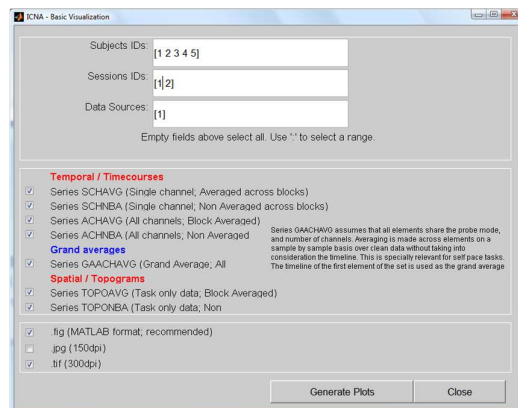 ICNA - Basic Visualization
Subjects IDs: [1 2 3 4 5]
Sessions IDs: [1 2]
Data Sources: [1]
Empty fields above select all. Use ':' to select a range.
Temporal / Timecourses
Series SCHAVG (Single channel; Averaged across blocks)
Series SCHNBA (Single channel; Non Averaged across blocks)
Series ACHAVG (All channels; Block Averaged)
Series ACHNBA (All channels; Non Averaged
Grand averages
Series GAACHAVG (Grand Average; All
Series GAACHAVG assumes that all elements share the probe mode,
and number of channels. Averaging is made across elements on a
sample by sample basis over clean data without taking into
consideration the timeline. This is specially relevant for self pace tasks.
The timeline of the first element of the set is used as the grand average
Spatial / Topograms
Series TOPOAVG (Task only data; Block Averaged)
Series TOPONBA (Task only data; Non
.fig (MATLAB format; recommended)
.jpg (150dpi)
.tif (300dpi)
Generate Plots
Close